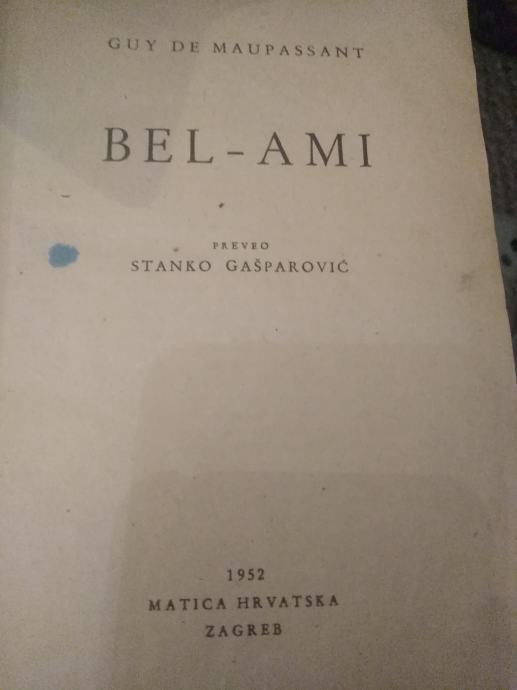 GUY DE MAUPASSANT
BEL-AMI
PREVEO
STANKO GAŠPAROVIĆ
1952
MATICA HRVATSKA
ZAGREB